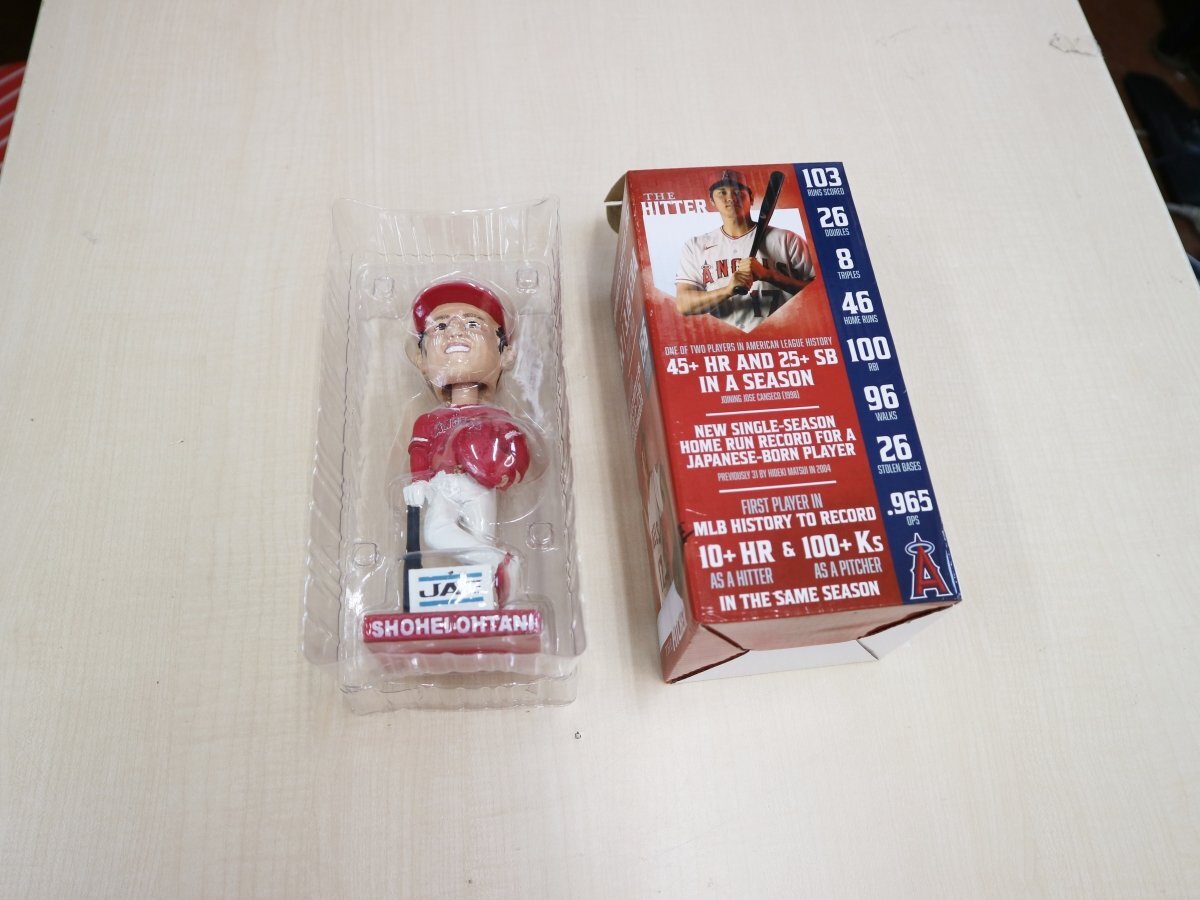 JAE
SHOHEI OHTANI
THE
HITTER
ANGELS
17
ONE OF TWO PLAYERS IN AMERICAN LEAGUE HISTORY
45+ HR AND 25+ SB
IN A SEASON
JOINING JOSE CANSECO (1998)
NEW SINGLE-SEASON
HOME RUN RECORD FOR A
JAPANESE-BORN PLAYER
PREVIOUSLY 31 BY HIDEKI MATSUI IN 2004
FIRST PLAYER IN
MLB HISTORY TO RECORD
10+ HR & 100+ Ks
AS A HITTER AS A PITCHER
IN THE SAME SEASON
103
RUNS SCORED
26
DOUBLES
8
TRIPLES
46
HOME RUNS
100
RBI
96
WALKS
26
STOLEN BASES
.965
OPS
A